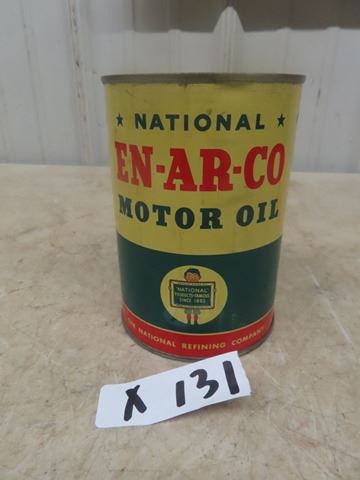 ★ NATIONAL ★
EN-AR-CO
MOTOR OIL
"NATIONAL"
PRODUCTS-FAMOUS
SINCE 1882
THE NATIONAL REFINING COMPANY
X 131